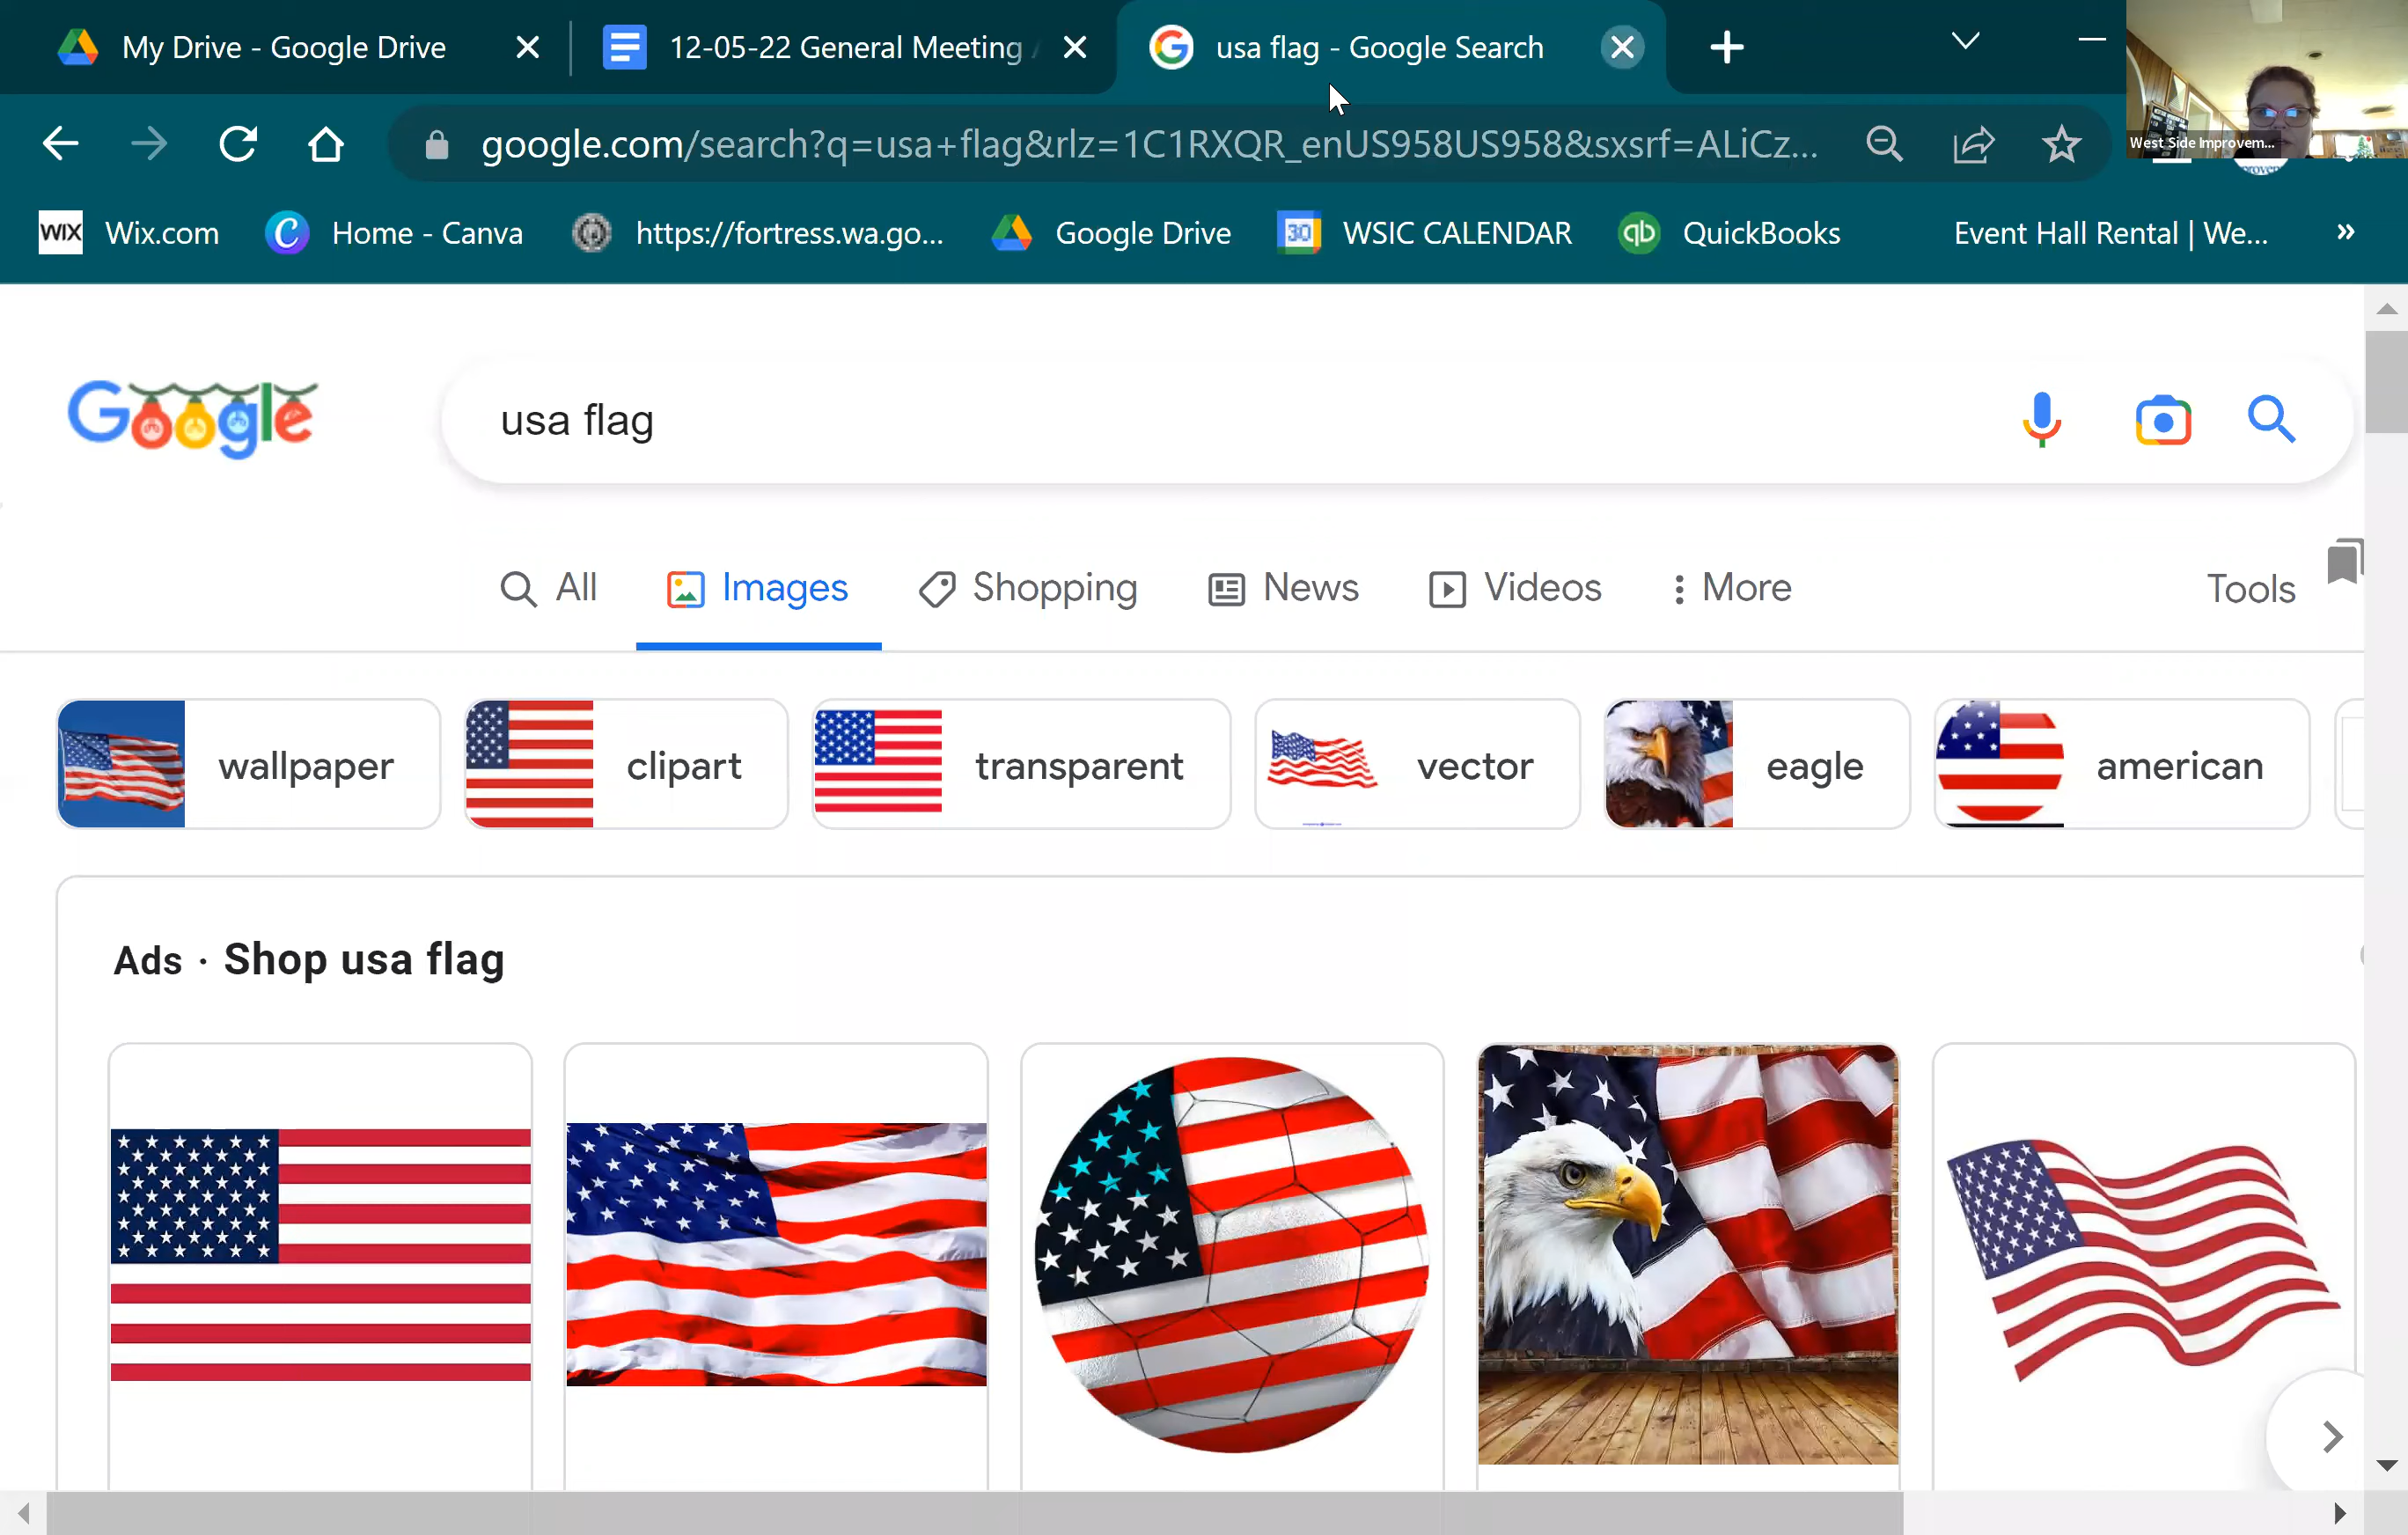 My Drive - Google Drive
12-05-22 General Meeting
usa flag - Google Search
google.com/search?q=usa+flag&rlz=1C1RXQR_enUS958US958&sxsrf=ALiCz...
West Side Improvem...
WIX Wix.com
Home - Canva
https://fortress.wa.go...
Google Drive
30 WSIC CALENDAR
qb QuickBooks
Event Hall Rental | We...
Google
usa flag
All
Images
Shopping
News
Videos
More
Tools
wallpaper
clipart
transparent
vector
eagle
american
Ads · Shop usa flag